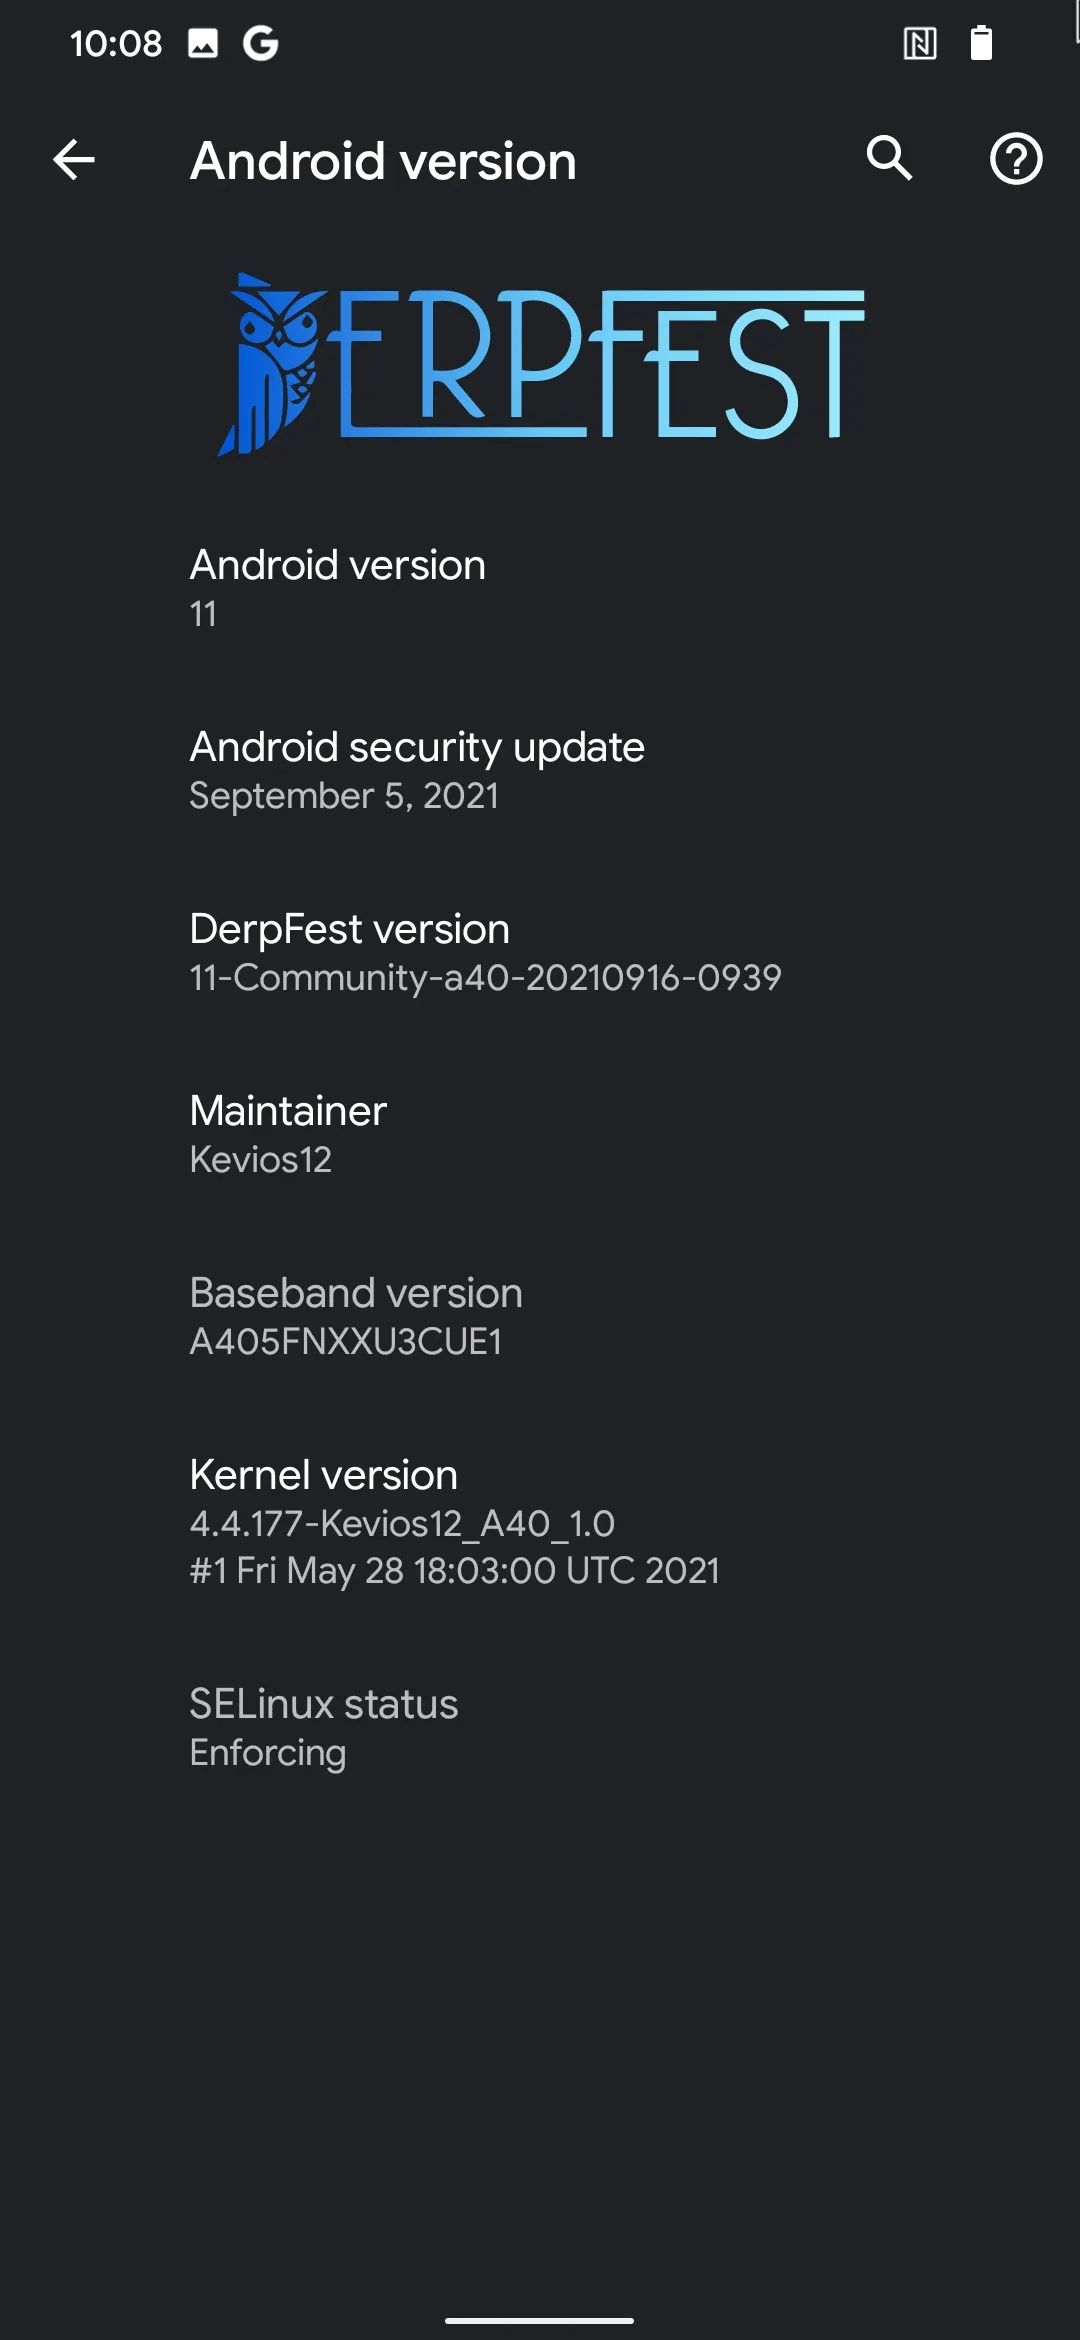 10:08
Android version
DERPFEST
Android version
11
Android security update
September 5, 2021
DerpFest version
11-Community-a40-20210916-0939
Maintainer
Kevios12
Baseband version
A405FNXXU3CUE1
Kernel version
4.4.177-Kevios12_A40_1.0
#1 Fri May 28 18:03:00 UTC 2021
SELinux status
Enforcing